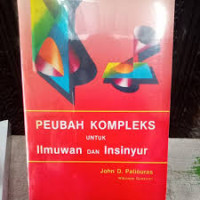 PEUBAH KOMPLEKS
UNTUK
Ilmuwan DAN Insinyur
John D. Paliouras